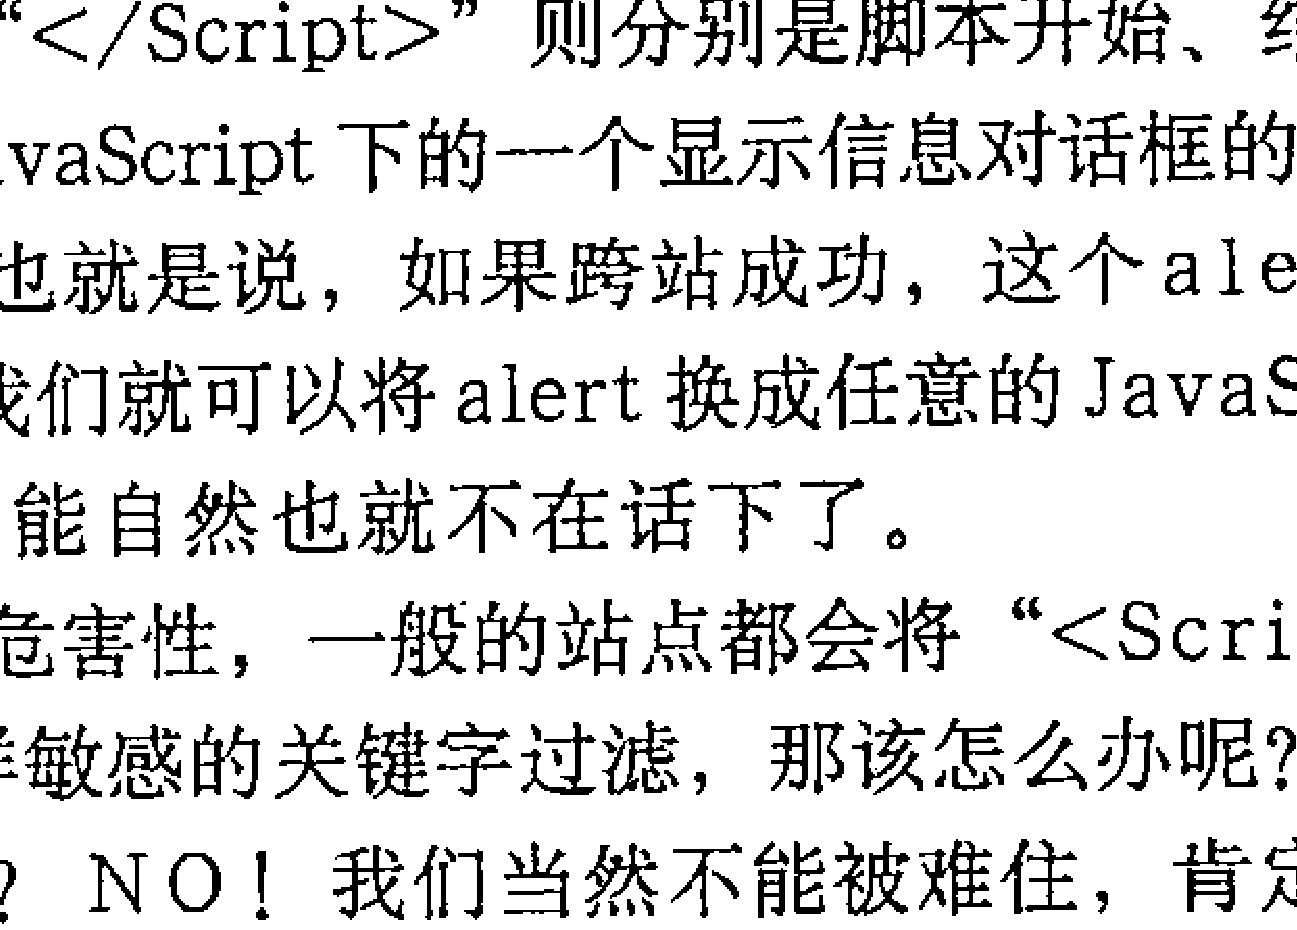 “</Script>” 则分别是脚本开始、
vaScript 下的一个显示信息对话框的
也就是说，如果跨站成功，这个 ale
我们就可以将 alert 换成任意的 JavaS
能自然也就不在话下了。
危害性，一般的站点都会将 “<Scri
敏感的关键字过滤，那该怎么办呢？
？ NO！ 我们当然不能被难住，肯定